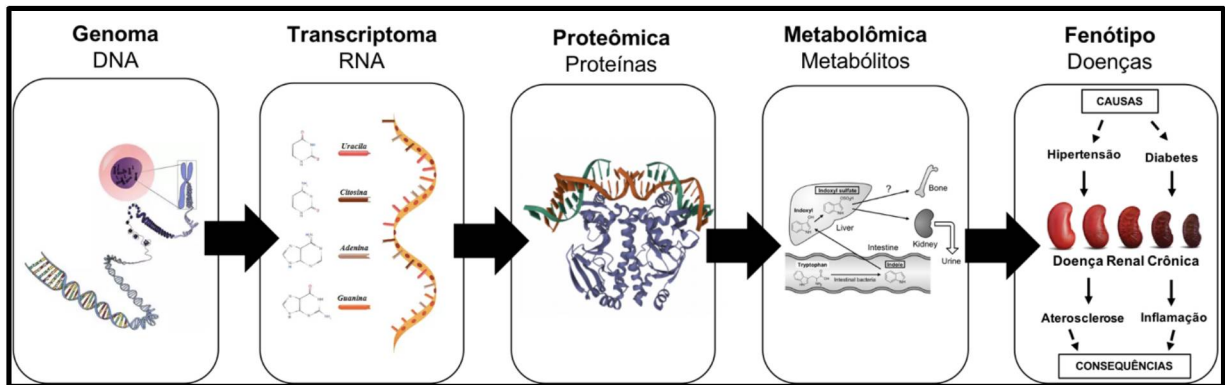 Genoma
DNA
Transcriptoma
RNA
Uracila
Citosina
Adenina
Guanina
Proteômica
Proteínas
Metabolômica
Metabólitos
Indoxyl sulfate
Indoxyl
Liver
?
Bone
Kidney
Urine
Intestine
Tryptophan
Indole
Intestinal bacteria
Fenótipo
Doenças
CAUSAS
Hipertensão
Diabetes
Doença Renal Crônica
Aterosclerose
Inflamação
CONSEQUÊNCIAS